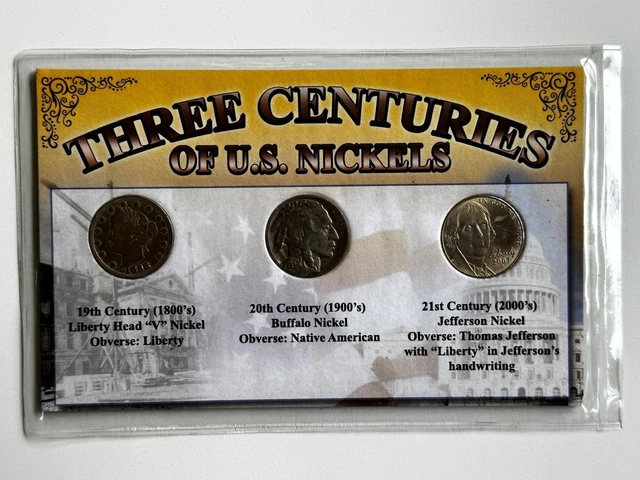 THREE CENTURIES
OF U.S. NICKELS
19th Century (1800's)
Liberty Head “V” Nickel
Obverse: Liberty
20th Century (1900's)
Buffalo Nickel
Obverse: Native American
21st Century (2000's)
Jefferson Nickel
Obverse: Thomas Jefferson
with “Liberty” in Jefferson's
handwriting